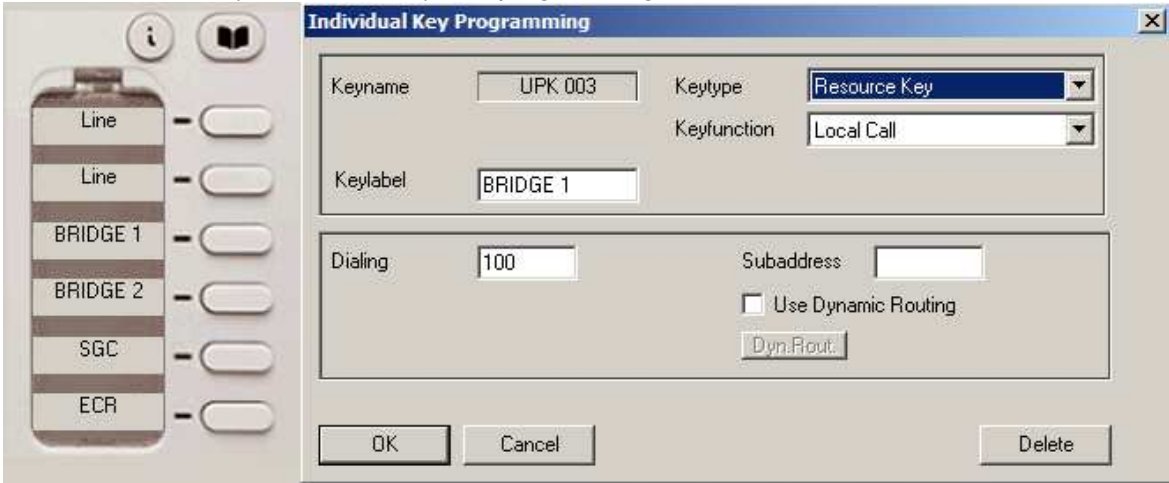 Line
Line
BRIDGE 1
BRIDGE 2
SGC
ECR
Individual Key Programming
Keyname UPK 003 Keytype Resource Key
Keyfunction Local Call
Keylabel BRIDGE 1
Dialing 100 Subaddress
Use Dynamic Routing
Dyn.Rout.
OK Cancel Delete